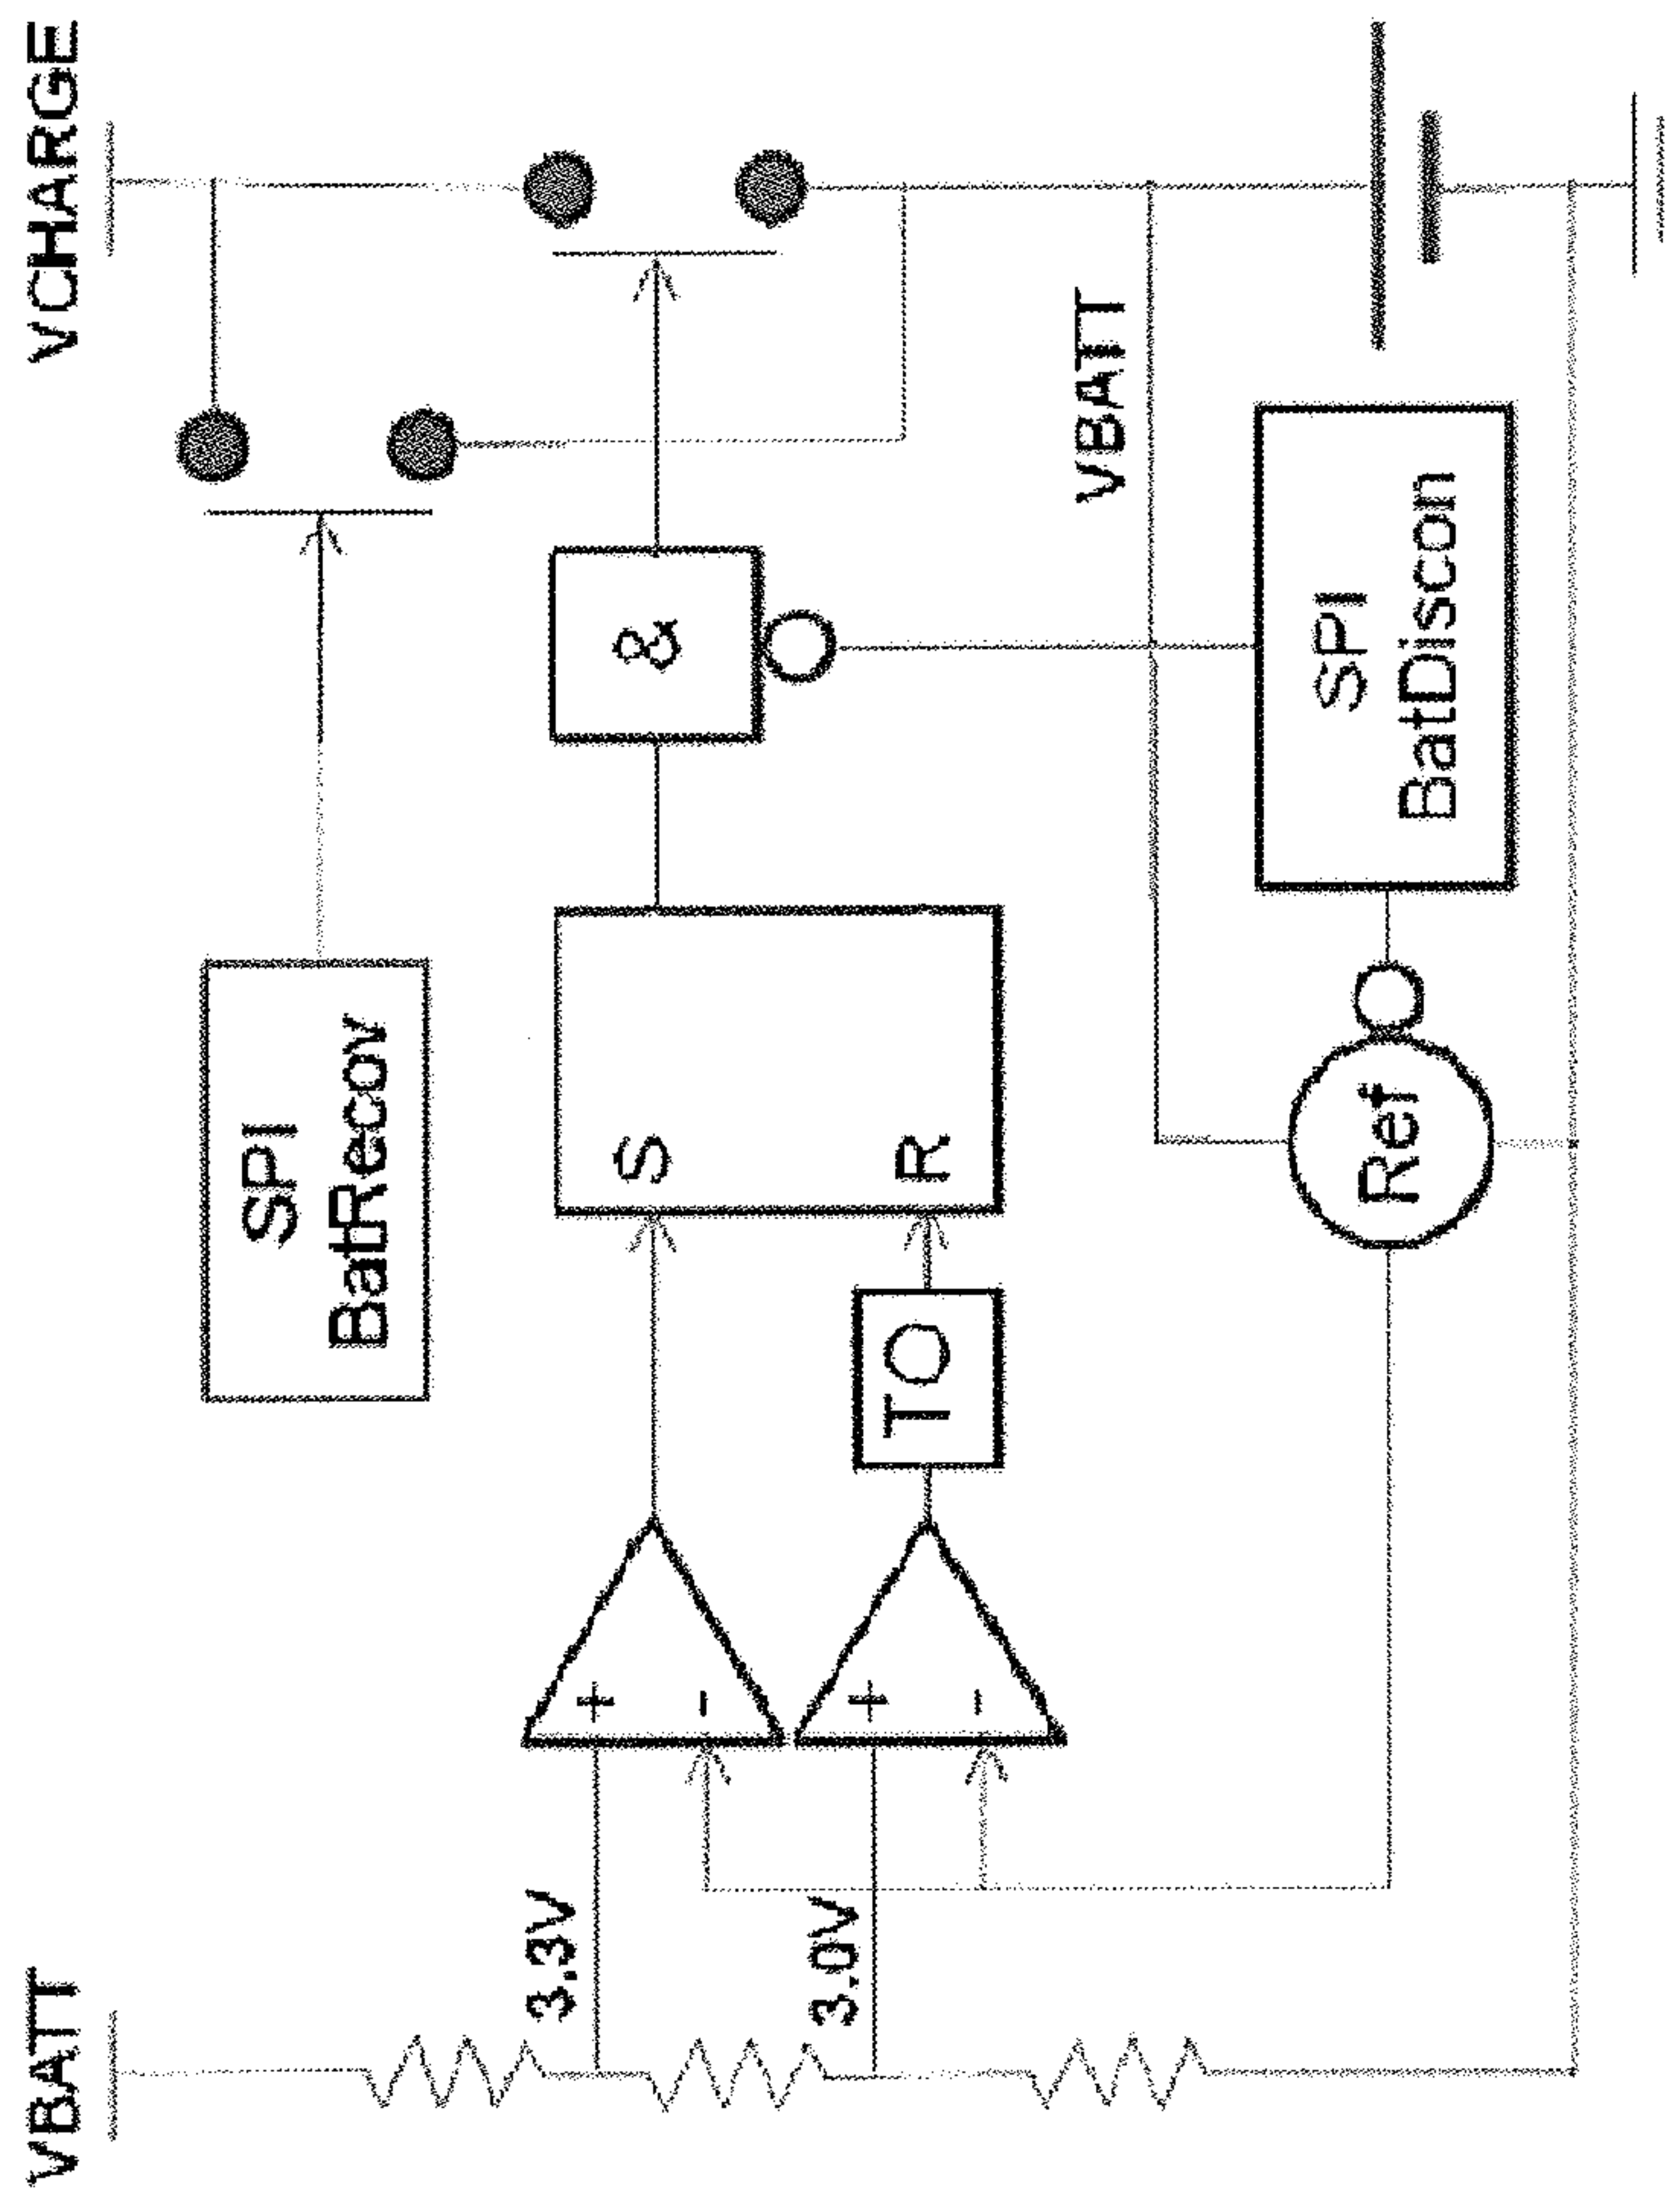 VBATT
VCHARGE
SPI
BatRecov
3.3V
+
-
S
&
3.0V
+
-
TO
R
VBATT
Ref
SPI
BatDiscon